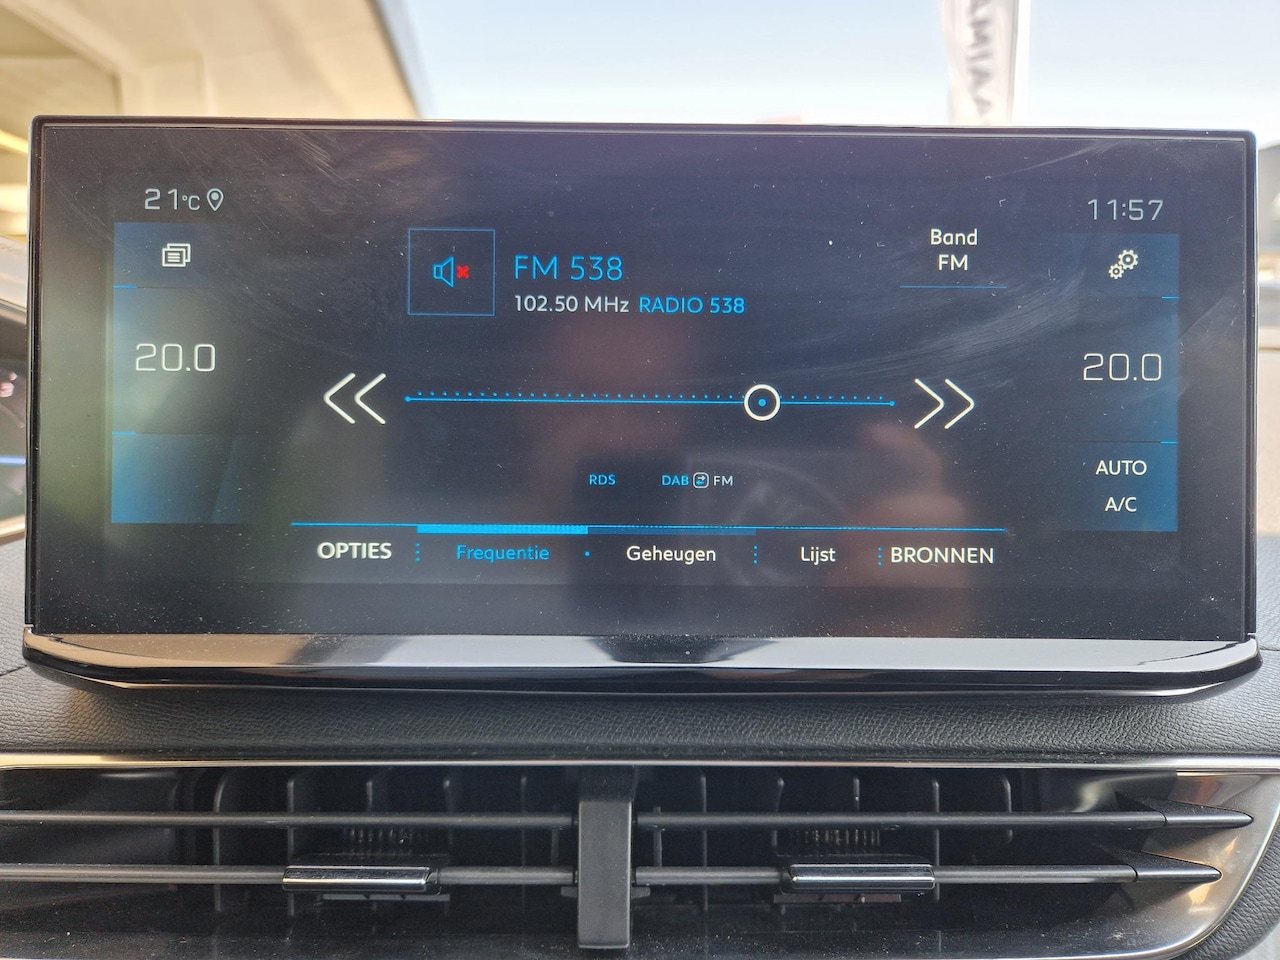 21°C
11:57
Band
FM
FM 538
102.50 MHz RADIO 538
20.0
20.0
RDS DAB FM
AUTO
A/C
OPTIES Frequentie Geheugen Lijst BRONNEN